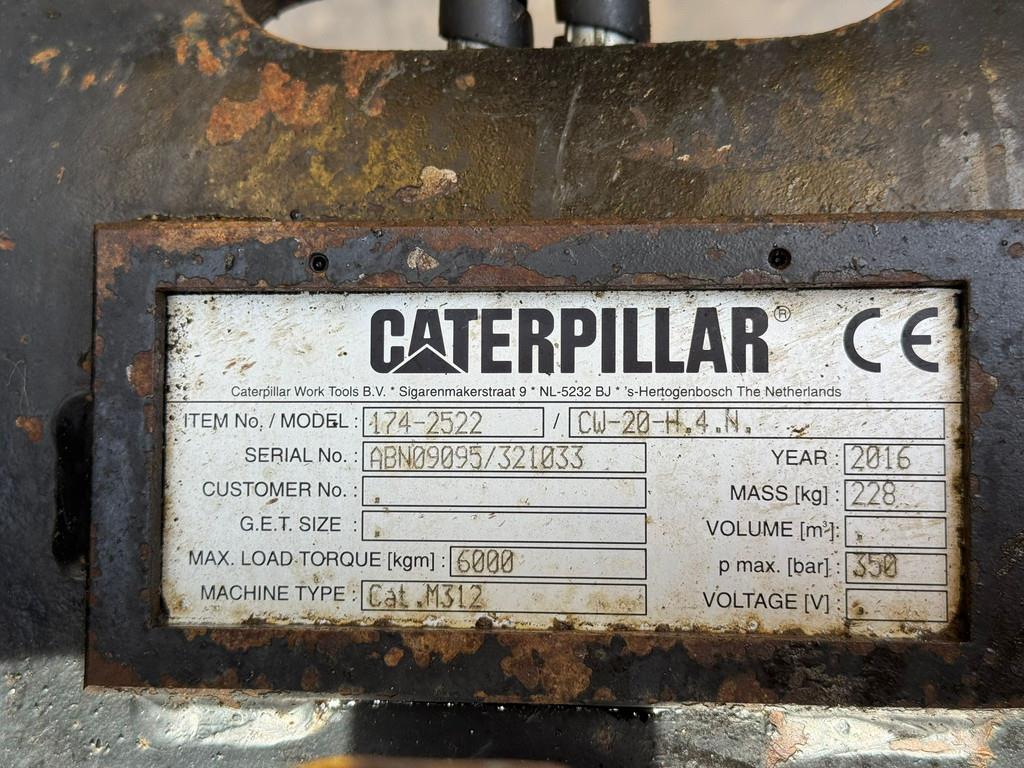 CATERPILLAR® CE
Caterpillar Work Tools B.V. * Sigarenmakerstraat 9 * NL-5232 BJ * 's-Hertogenbosch The Netherlands
ITEM No. / MODEL : 174-2522 / CW-20-H.4.N.
SERIAL No. : ABN09095/321033 YEAR : 2016
CUSTOMER No. : . MASS [kg] : 228
G.E.T. SIZE : . VOLUME [m³]: .
MAX. LOAD TORQUE [kgm] : 6000 p max. [bar] : 350
MACHINE TYPE : Cat.M312 VOLTAGE [V] : .